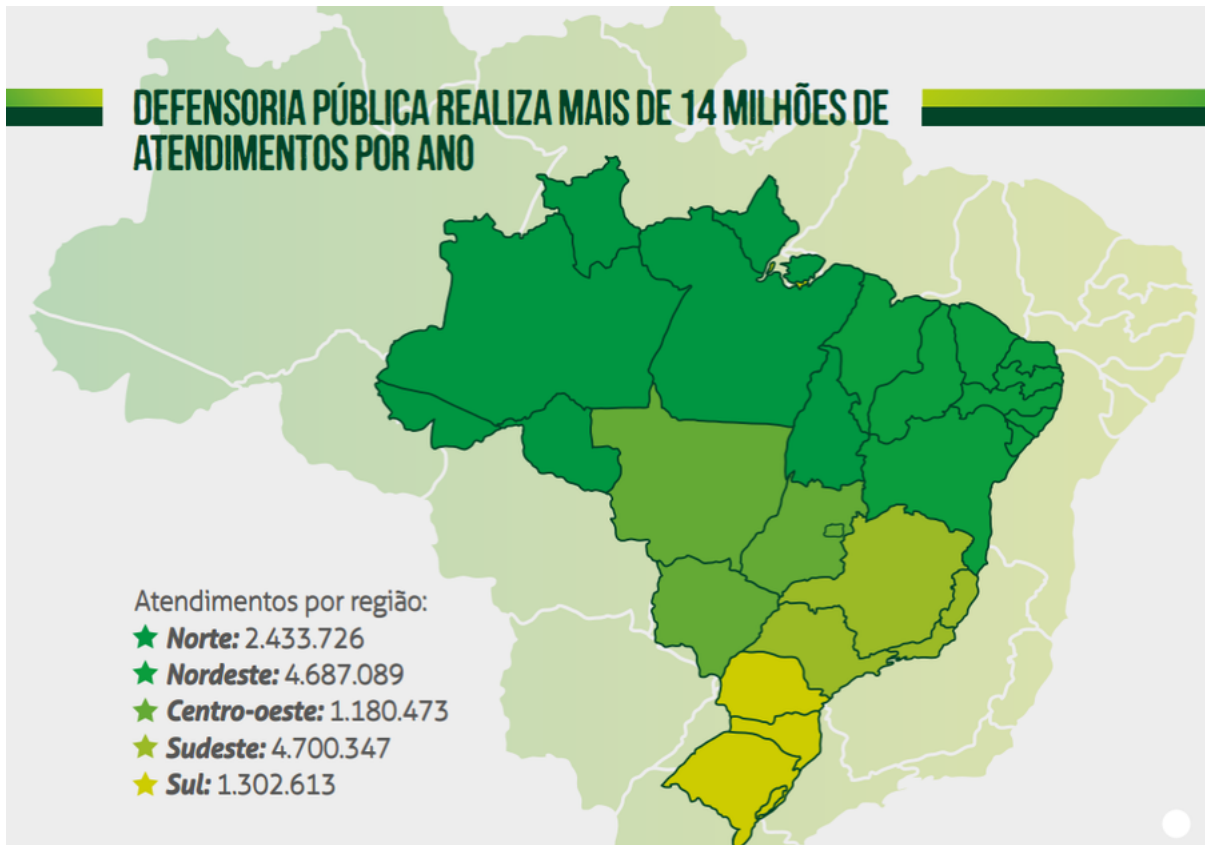 DEFENSORIA PÚBLICA REALIZA MAIS DE 14 MILHÕES DE
ATENDIMENTOS POR ANO
Atendimentos por região:
Norte: 2.433.726
Nordeste: 4.687.089
Centro-oeste: 1.180.473
Sudeste: 4.700.347
Sul: 1.302.613